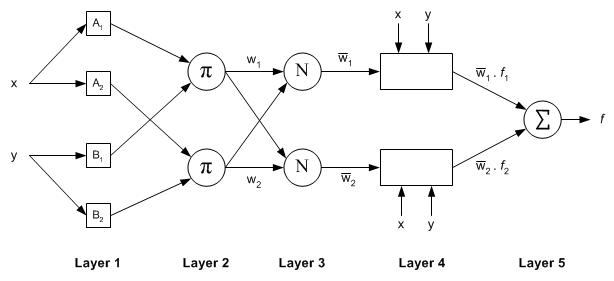 x y
A₁
x
A₂
π w₁ N w̅₁ w̅₁ . f₁
Σ f
y
B₁
B₂
π w₂ N w̅₂ w̅₂ . f₂
x y
Layer 1 Layer 2 Layer 3 Layer 4 Layer 5